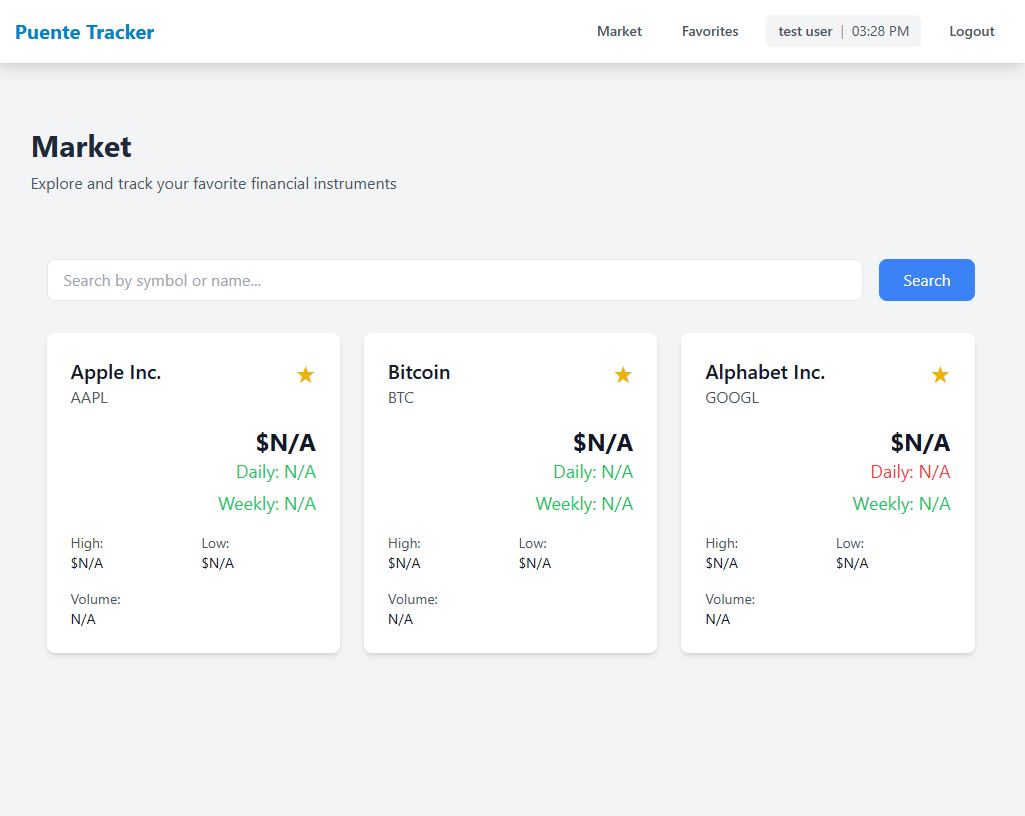 Puente Tracker
Market
Favorites
test user | 03:28 PM
Logout
Market
Explore and track your favorite financial instruments
Search by symbol or name...
Search
Apple Inc.
AAPL
$N/A
Daily: N/A
Weekly: N/A
High:
$N/A
Low:
$N/A
Volume:
N/A
Bitcoin
BTC
$N/A
Daily: N/A
Weekly: N/A
High:
$N/A
Low:
$N/A
Volume:
N/A
Alphabet Inc.
GOOGL
$N/A
Daily: N/A
Weekly: N/A
High:
$N/A
Low:
$N/A
Volume:
N/A